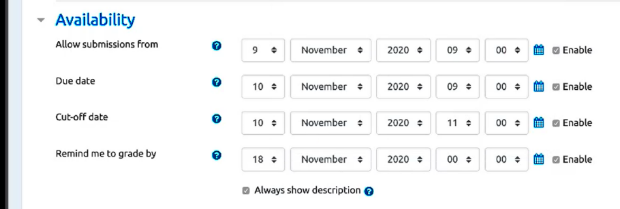 Availability
Allow submissions from 9 November 2020 09 00 Enable
Due date 10 November 2020 09 00 Enable
Cut-off date 10 November 2020 11 00 Enable
Remind me to grade by 18 November 2020 00 00 Enable
Always show description